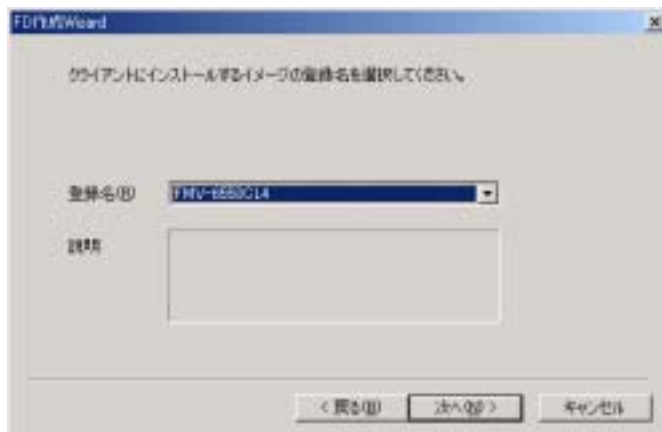 FD作成Wizard
クライアントにインストールするイメージの登録名を選択してください。
登録名(R)
FMV-6550CL4
説明
< 戻る(B)
次へ(N) >
キャンセル